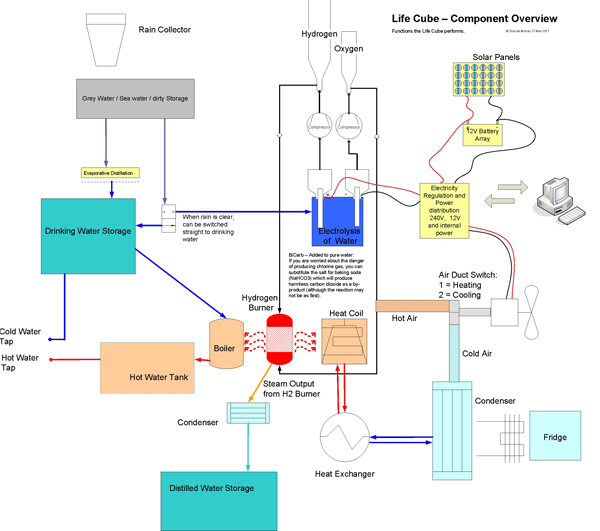 Life Cube – Component Overview
Functions the Life Cube performs.
Hydrogen
Oxygen
Rain Collector
Solar Panels
Grey Water / Sea water / dirty Storage
Compressor
Compressor
12V Battery
Array
Evaporative Distillation
Drinking Water Storage
When rain is clear,
can be switched
straight to drinking
water
Electrolysis
of Water
Electricity
Regulation and
Power
distribution
240V, 12V
and internal
power
BiCarb – Added to pure water:
If you are worried about the danger
of producing chlorine gas, you can
substitute the salt for baking soda
(NaHCO3) which will produce
harmless carbon dioxide as a by-
product (although the reaction may
not be as fast).
Air Duct Switch:
1 = Heating
2 = Cooling
Hydrogen
Burner
Heat Coil
Hot Air
Cold Water
Tap
Hot Water
Tap
Boiler
Cold Air
Hot Water Tank
Steam Output
from H2 Burner
Condenser
Condenser
Fridge
Heat Exchanger
Distilled Water Storage